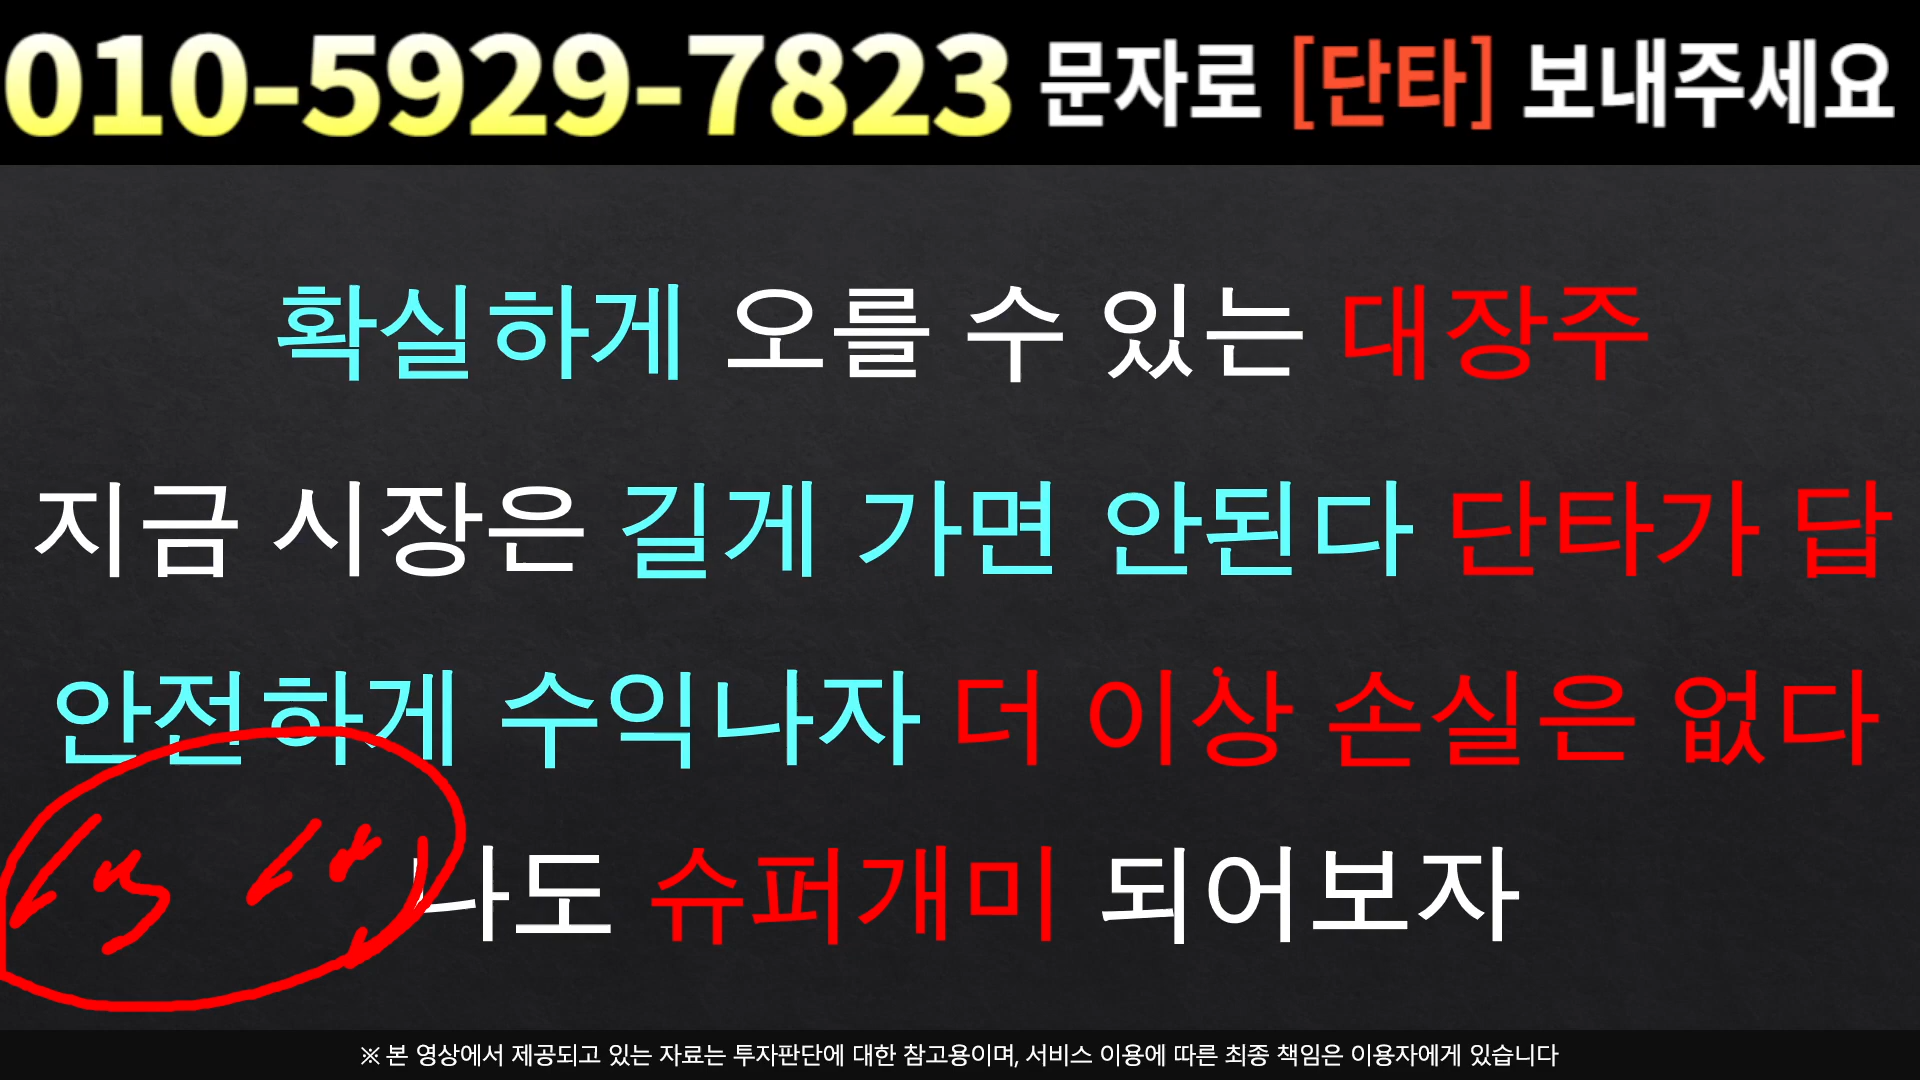 010-5929-7823 문자로 [단타] 보내주세요
확실하게 오를 수 있는 대장주
지금 시장은 길게 가면 안된다 단타가 답
안전하게 수익나자 더 이상 손실은 없다
나도 슈퍼개미 되어보자
※ 본 영상에서 제공되고 있는 자료는 투자판단에 대한 참고용이며, 서비스 이용에 따른 최종 책임은 이용자에게 있습니다